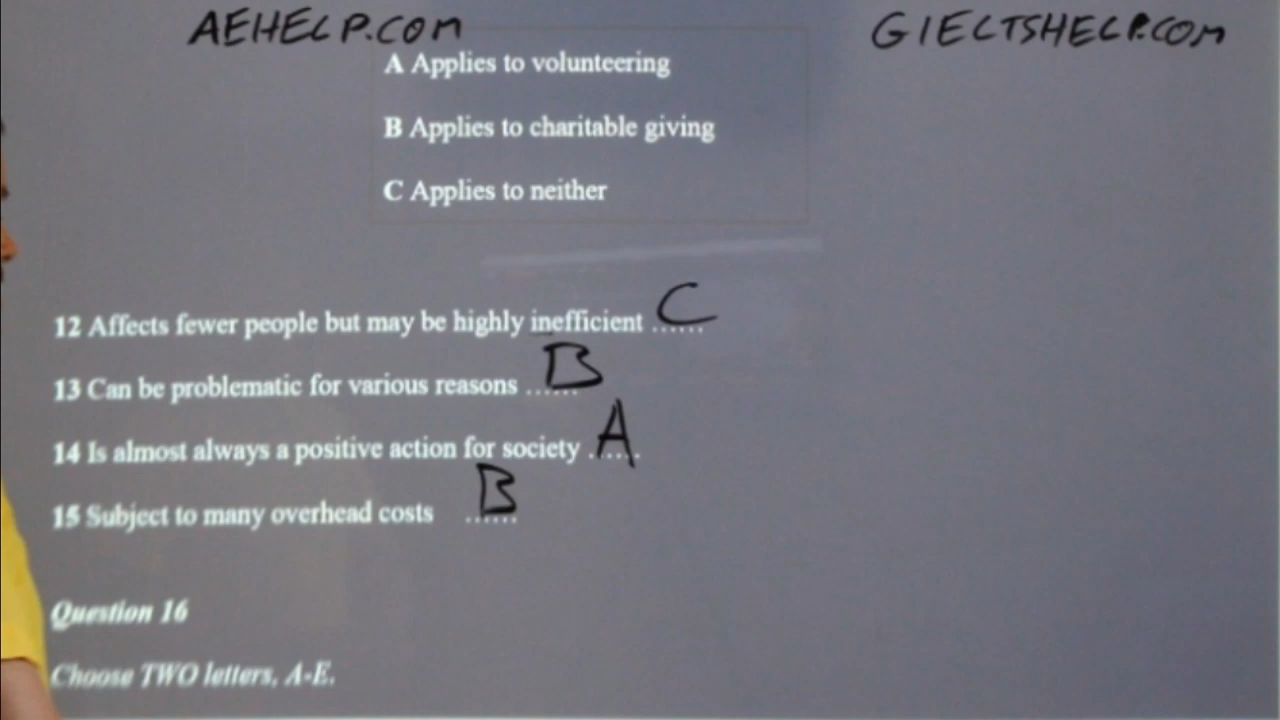 AEHELP.COM GIELTSHELP.COM
A Applies to volunteering
B Applies to charitable giving
C Applies to neither
12 Affects fewer people but may be highly inefficient ...... C
13 Can be problematic for various reasons ...... B
14 Is almost always a positive action for society ...... A
15 Subject to many overhead costs ...... B
Question 16
Choose TWO letters, A-E.